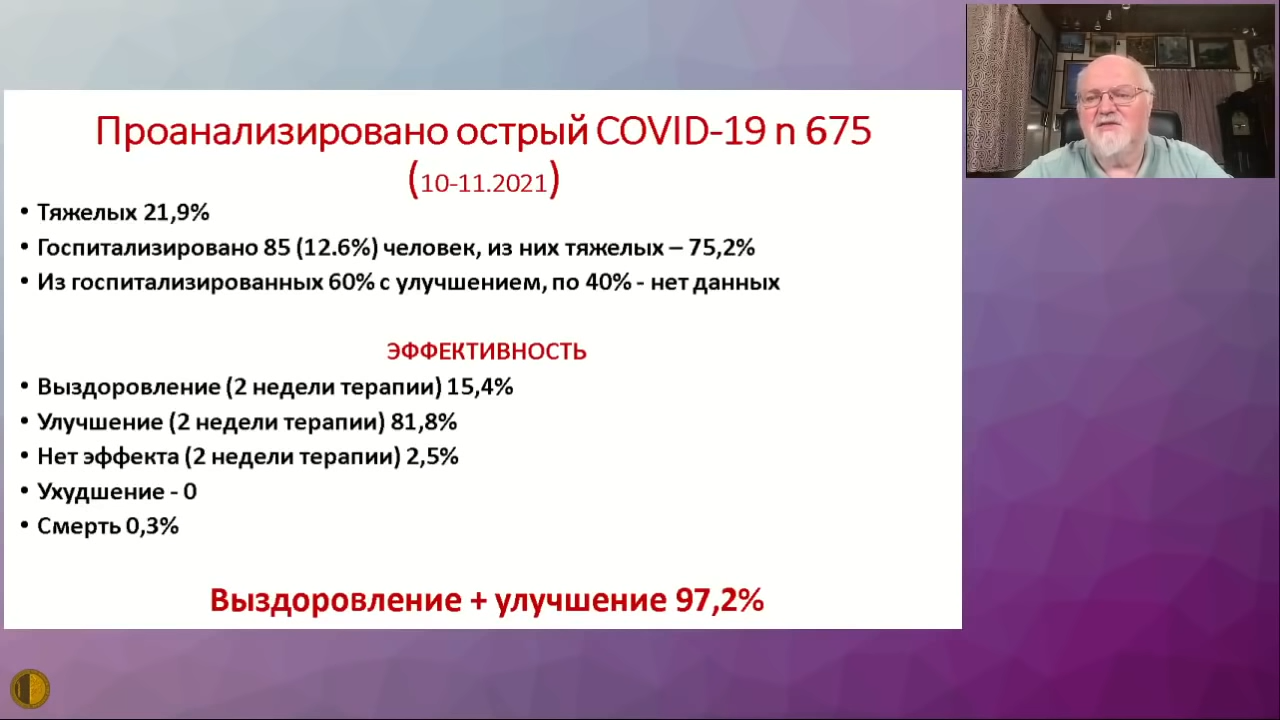 Проанализировано острый COVID-19 n 675
(10-11.2021)
• Тяжелых 21,9%
• Госпитализировано 85 (12.6%) человек, из них тяжелых – 75,2%
• Из госпитализированных 60% с улучшением, по 40% - нет данных
ЭФФЕКТИВНОСТЬ
• Выздоровление (2 недели терапии) 15,4%
• Улучшение (2 недели терапии) 81,8%
• Нет эффекта (2 недели терапии) 2,5%
• Ухудшение - 0
• Смерть 0,3%
Выздоровление + улучшение 97,2%